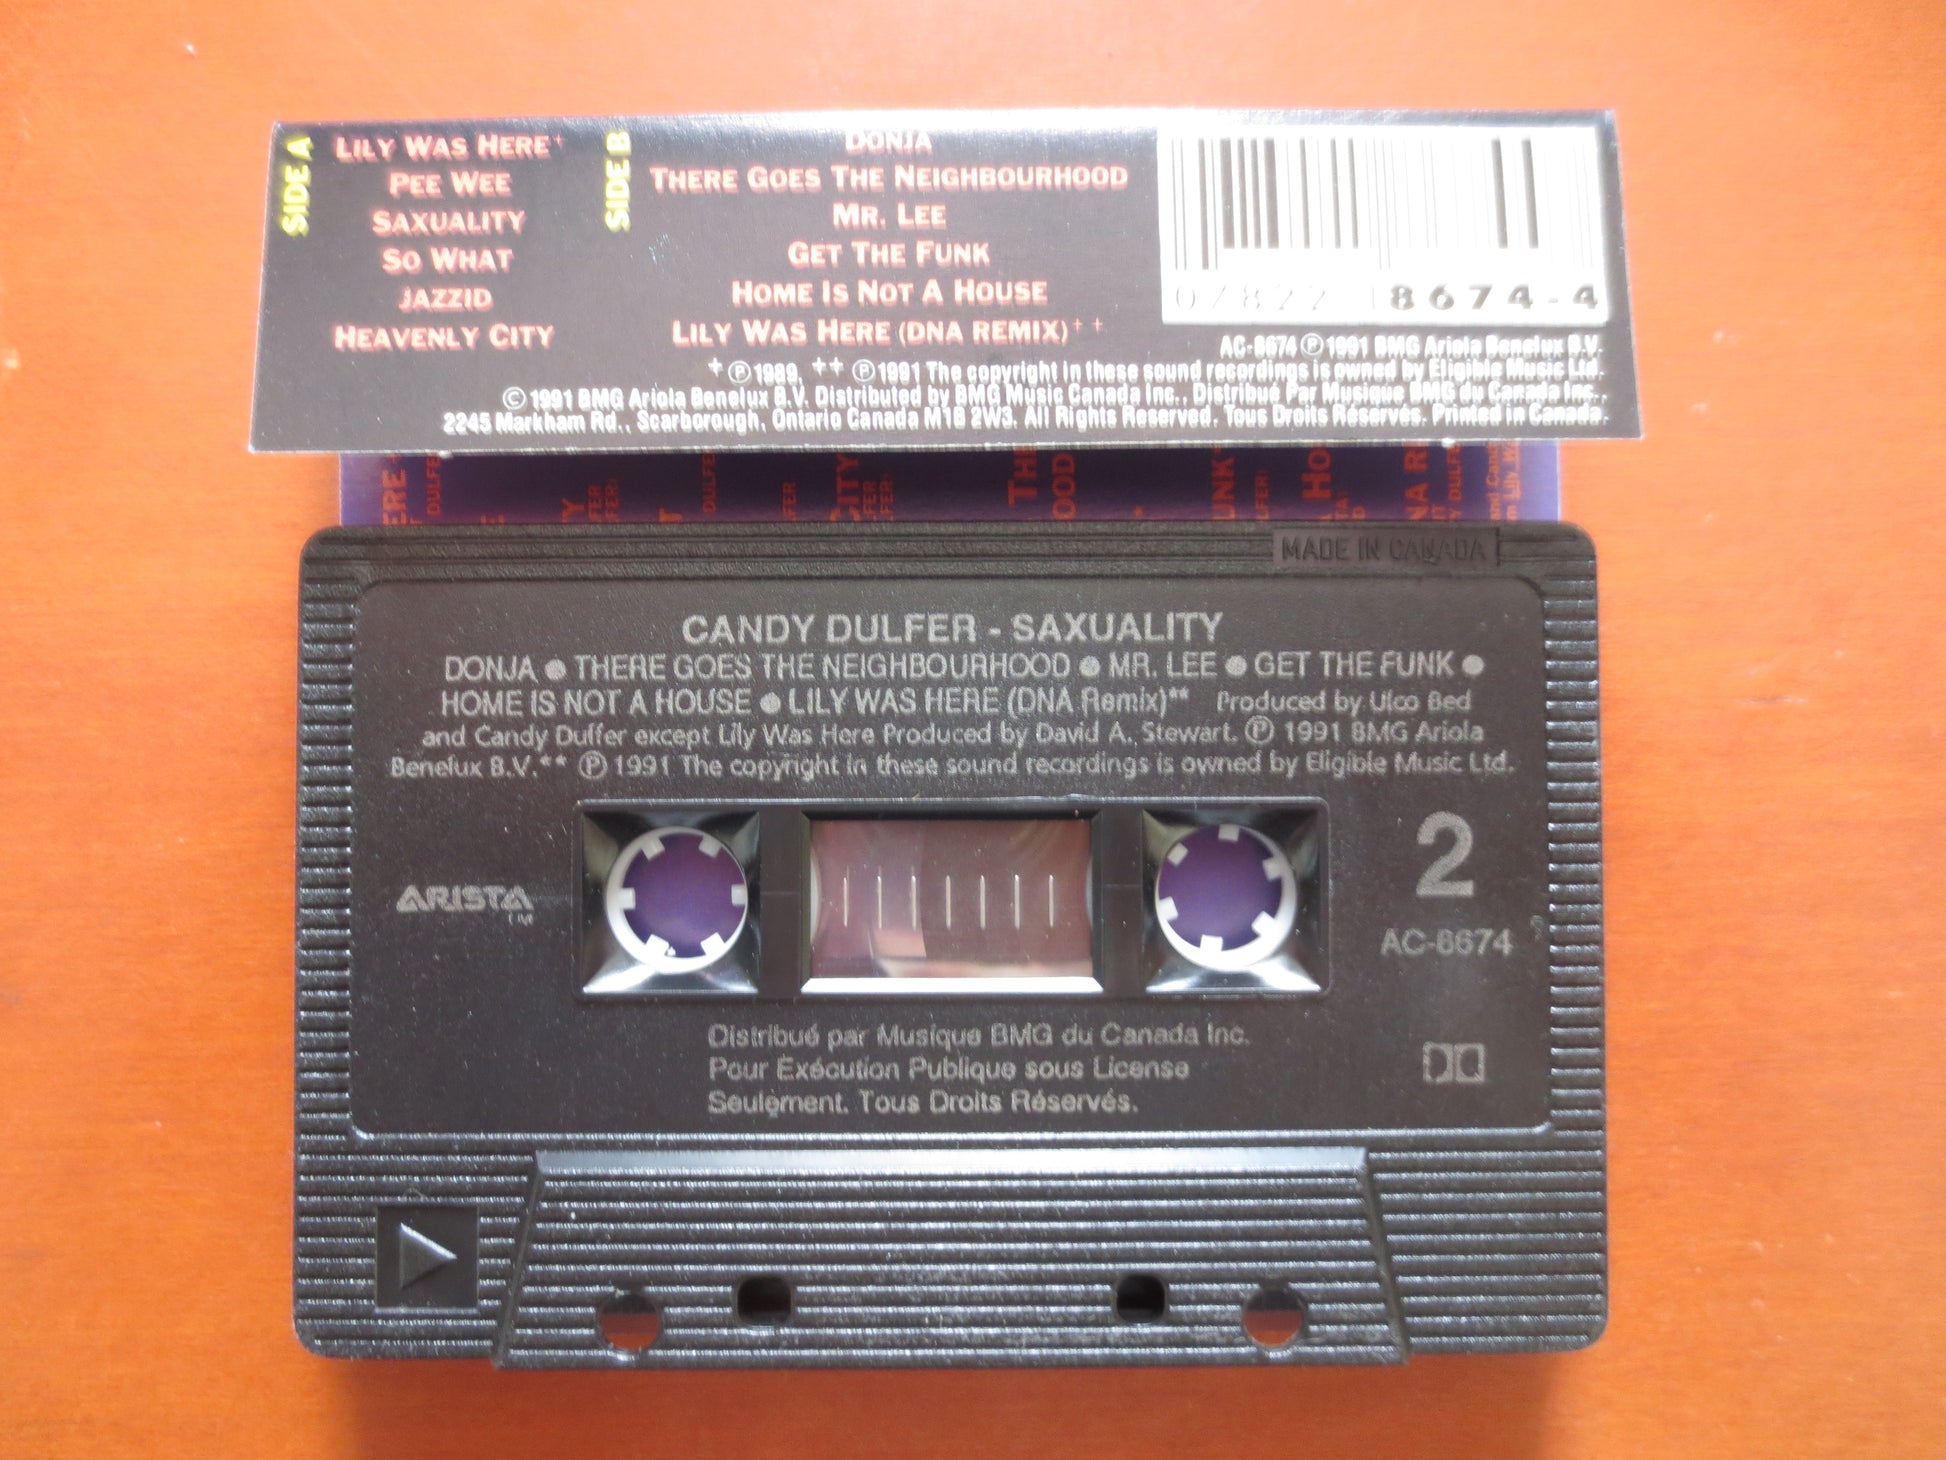 SIDE A
LILY WAS HERE+
PEE WEE
SAXUALITY
SO WHAT
JAZZID
HEAVENLY CITY
SIDE B
DONJA
THERE GOES THE NEIGHBOURHOOD
MR. LEE
GET THE FUNK
HOME IS NOT A HOUSE
LILY WAS HERE (DNA REMIX)++
07822 18674-4
AC-8674 Ⓟ 1991 BMG Ariola Benelux B.V.
+ Ⓟ 1989, ++ Ⓟ 1991 The copyright in these sound recordings is owned by Eligible Music Ltd.
© 1991 BMG Ariola Benelux B.V. Distributed by BMG Music Canada Inc., Distribué Par Musique BMG du Canada Inc.,
2245 Markham Rd., Scarborough, Ontario Canada M1B 2W3. All Rights Reserved. Tous Droits Réservés. Printed in Canada.
MADE IN CANADA
CANDY DULFER - SAXUALITY
DONJA ● THERE GOES THE NEIGHBOURHOOD ● MR. LEE ● GET THE FUNK ●
HOME IS NOT A HOUSE ● LILY WAS HERE (DNA Remix)** Produced by Ulco Bed
and Candy Dulfer except Lily Was Here Produced by David A. Stewart. Ⓟ 1991 BMG Ariola
Benelux B.V.** Ⓟ 1991 The copyright in these sound recordings is owned by Eligible Music Ltd.
ARISTA
TM
2
AC-8674
Distribué par Musique BMG du Canada Inc.
Pour Exécution Publique sous License
Seulement. Tous Droits Réservés.